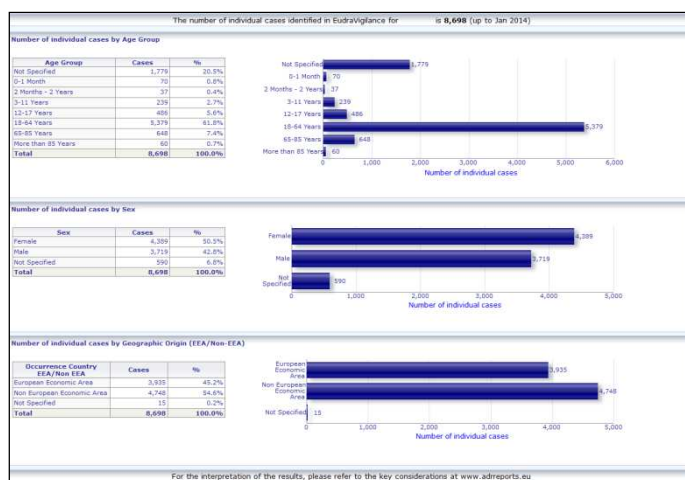 The number of individual cases identified in EudraVigilance for is 8,698 (up to Jan 2014)
Number of individual cases by Age Group
Age Group Cases %
Not Specified 1,779 20.5%
0-1 Month 70 0.8%
2 Months - 2 Years 37 0.4%
3-11 Years 239 2.7%
12-17 Years 486 5.6%
18-64 Years 5,379 61.8%
65-85 Years 648 7.4%
More than 85 Years 60 0.7%
Total 8,698 100.0%
Not Specified 1,779
0-1 Month 70
2 Months - 2 Years 37
3-11 Years 239
12-17 Years 486
18-64 Years 5,379
65-85 Years 648
More than 85 Years 60
0 1,000 2,000 3,000 4,000 5,000 6,000
Number of individual cases
Number of individual cases by Sex
Sex Cases %
Female 4,389 50.5%
Male 3,719 42.8%
Not Specified 590 6.8%
Total 8,698 100.0%
Female 4,389
Male 3,719
Not
Specified 590
0 1,000 2,000 3,000 4,000 5,000
Number of individual cases
Number of individual cases by Geographic Origin (EEA/Non-EEA)
Occurrence Country
EEA/Non EEA Cases %
European Economic Area 3,935 45.2%
Non European Economic Area 4,748 54.6%
Not Specified 15 0.2%
Total 8,698 100.0%
European
Economic
Area 3,935
Non European
Economic
Area 4,748
Not Specified 15
0 1,000 2,000 3,000 4,000 5,000
Number of individual cases
For the interpretation of the results, please refer to the key considerations at www.adrreports.eu